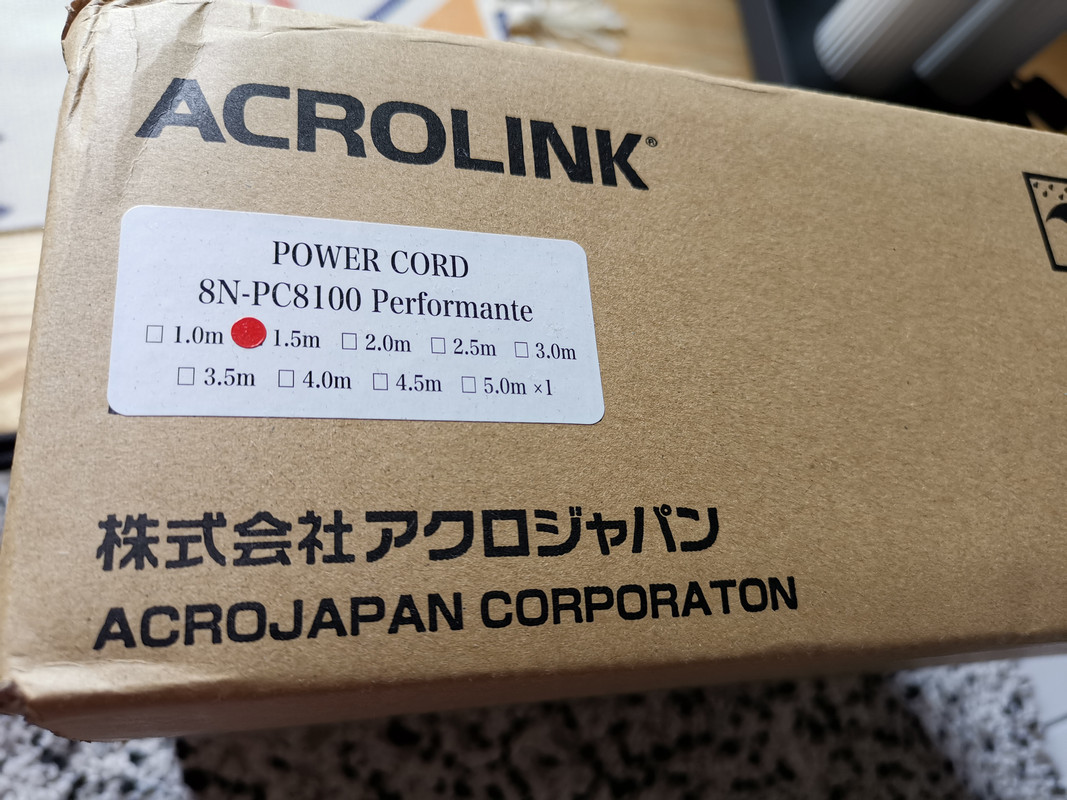 ACROLINK®
POWER CORD
8N-PC8100 Performante
□ 1.0m 1.5m □ 2.0m □ 2.5m □ 3.0m
□ 3.5m □ 4.0m □ 4.5m □ 5.0m ×1
株式会社アクロジャパン
ACROJAPAN CORPORATON